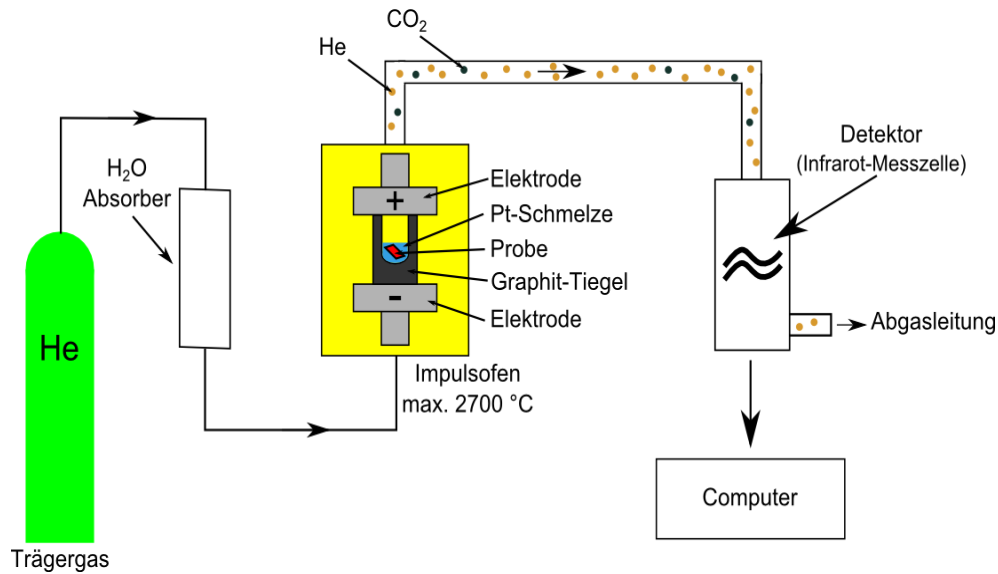 CO₂
He
H₂O
Absorber
He
Trägergas
+
-
Elektrode
Pt-Schmelze
Probe
Graphit-Tiegel
Elektrode
Impulsofen
max. 2700 °C
Detektor
(Infrarot-Messzelle)
Abgasleitung
Computer